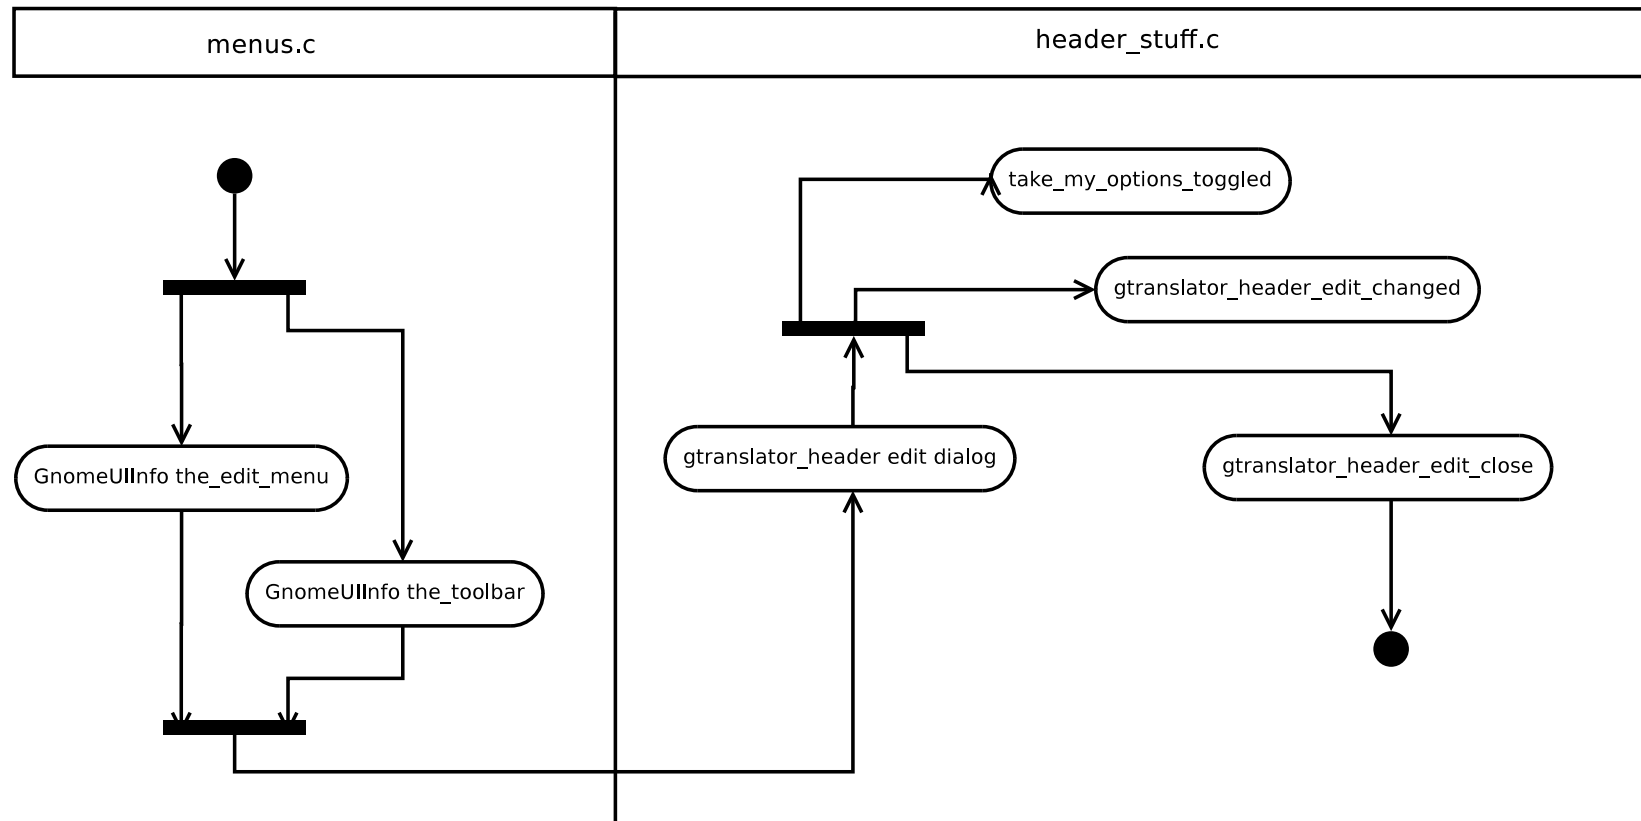 menus.c
header_stuff.c
take_my_options_toggled
gtranslator_header_edit_changed
gtranslator_header edit dialog
gtranslator_header_edit_close
GnomeUIInfo the_edit_menu
GnomeUIInfo the_toolbar